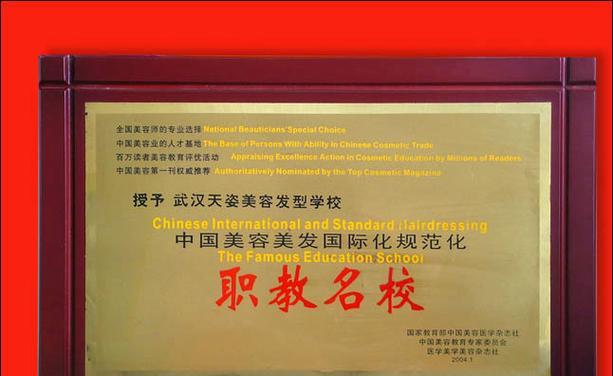 全国美容师的专业选择 National Beauticians'Special Choice
中国美容业的人才基地 The Base of Persons With Ability in Chinese Cosmetic Trade
百万读者美容教育评优活动 Appraising Excellence Action in Cosmetic Education by Millions of Readers
中国美容第一刊权威推荐 Authoritatively Nominated by the Top Cosmetic Magazine
授予 武汉天姿美容发型学校
Chinese International and Standard Hairdressing
中国美容美发国际化规范化
The Famous Education School
职教名校
国家教育部中国美容医学杂志社
中国美容教育专家委员会
医学美学美容杂志社
2004.1